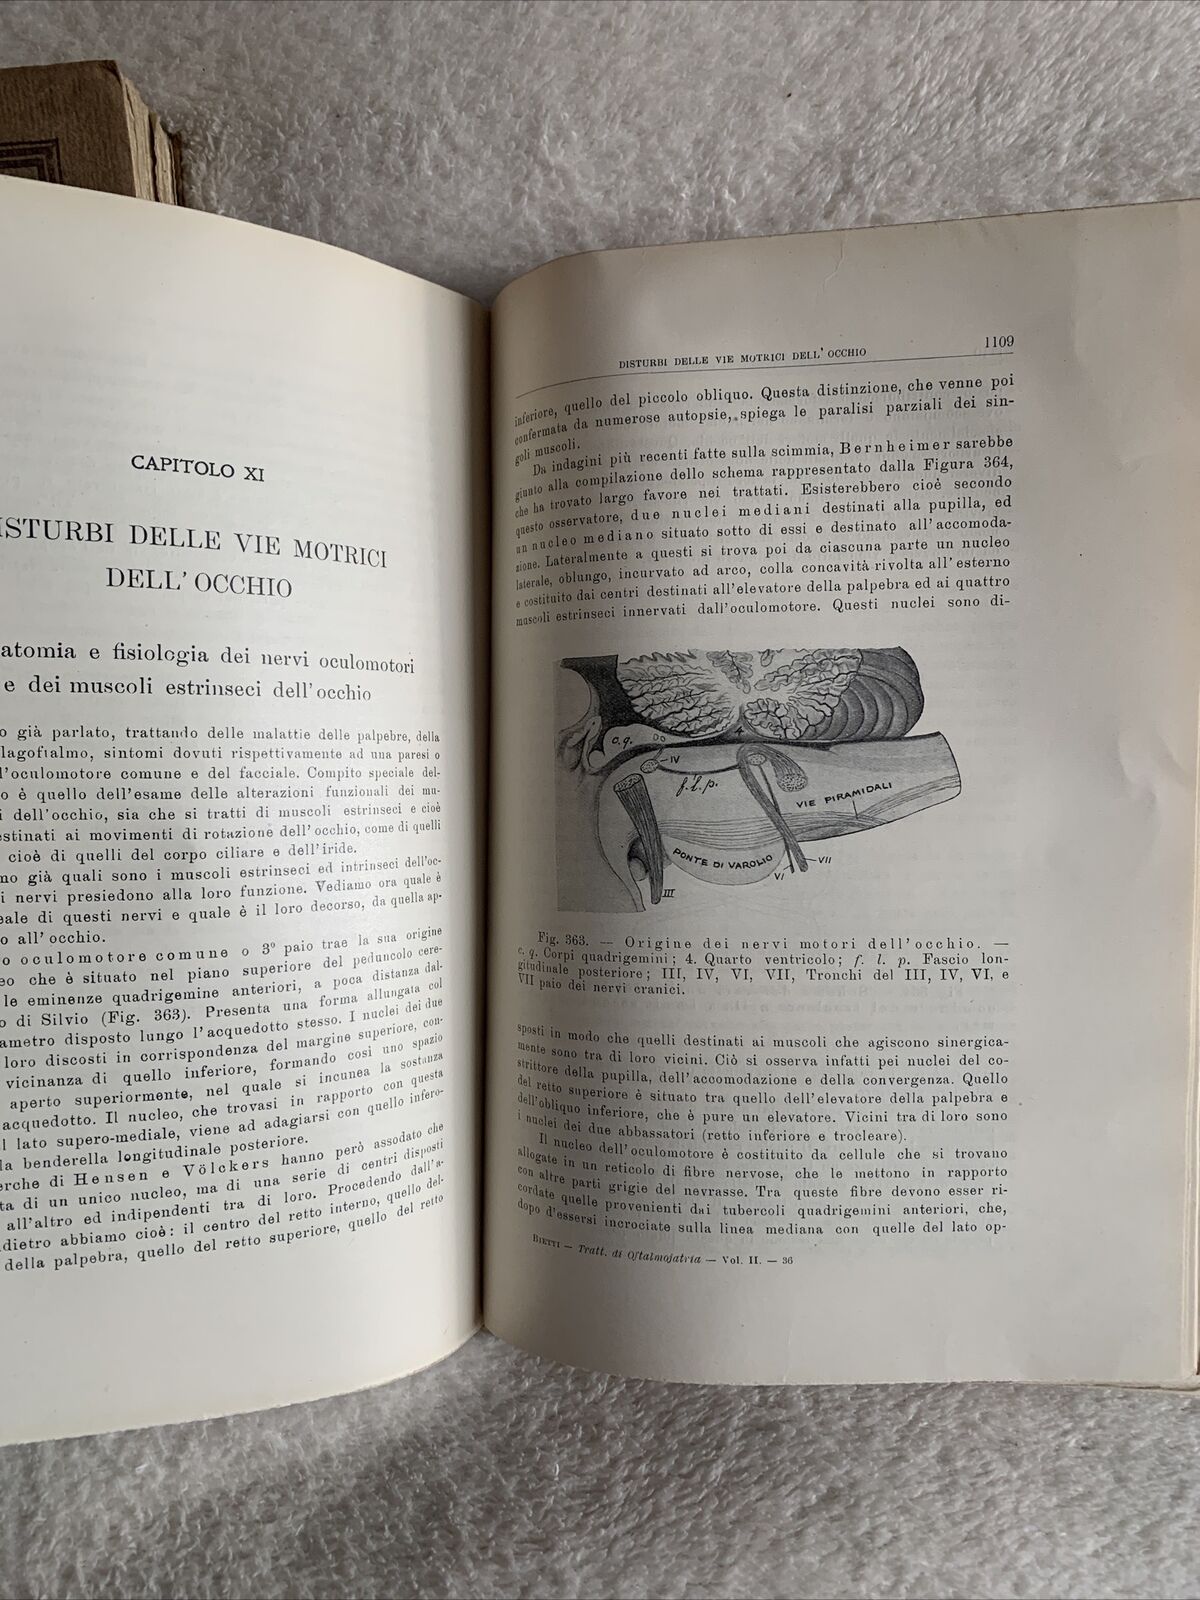 CAPITOLO XI
ISTURBI DELLE VIE MOTRICI
DELL' OCCHIO
atomia e fisiologia dei nervi oculomotori
e dei muscoli estrinseci dell'occhio
o già parlato, trattando delle malattie delle palpebre, della
lagoftalmo, sintomi dovuti rispettivamente ad una paresi o
l'oculomotore comune e del facciale. Compito speciale del-
o è quello dell'esame delle alterazioni funzionali dei mu-
i dell'occhio, sia che si tratti di muscoli estrinseci e cioè
estinati ai movimenti di rotazione dell'occhio, come di quelli
cioè di quelli del corpo ciliare e dell'iride.
mo già quali sono i muscoli estrinseci ed intrinseci dell'oc-
i nervi presiedono alla loro funzione. Vediamo ora quale è
eale di questi nervi e quale è il loro decorso, da quella ap-
o all' occhio.
o oculomotore comune o 3º paio trae la sua origine
eo che è situato nel piano superiore del peduncolo cere-
le eminenze quadrigemine anteriori, a poca distanza dal-
o di Silvio (Fig. 363). Presenta una forma allungata col
ametro disposto lungo l'acquedotto stesso. I nuclei dei due
loro discosti in corrispondenza del margine superiore, con-
vicinanza di quello inferiore, formando così uno spazio
aperto superiormente, nel quale si incunea la sostanza
acquedotto. Il nucleo, che trovasi in rapporto con questa
l lato supero-mediale, viene ad adagiarsi con quello infero-
la benderella longitudinale posteriore.
erche di Hensen e Völckers hanno però assodato che
ta di un unico nucleo, ma di una serie di centri disposti
all'altro ed indipendenti tra di loro. Procedendo dall'a-
dietro abbiamo cioè: il centro del retto interno, quello del-
della palpebra, quello del retto superiore, quello del retto
DISTURBI DELLE VIE MOTRICI DELL' OCCHIO 1109
inferiore, quello del piccolo obliquo. Questa distinzione, che venne poi
confermata da numerose autopsie, spiega le paralisi parziali dei sin-
goli muscoli.
Da indagini più recenti fatte sulla scimmia, Bernheimer sarebbe
giunto alla compilazione dello schema rappresentato dalla Figura 364,
che ha trovato largo favore nei trattati. Esisterebbero cioè secondo
questo osservatore, due nuclei mediani destinati alla pupilla, ed
un nucleo mediano situato sotto di essi e destinato all'accomoda-
zione. Lateralmente a questi si trova poi da ciascuna parte un nucleo
laterale, oblungo, incurvato ad arco, colla concavità rivolta all' esterno
e costituito dai centri destinati all'elevatore della palpebra ed ai quattro
muscoli estrinseci innervati dall'oculomotore. Questi nuclei sono di-
c.q.
4
IV
f. l. p.
VIE PIRAMIDALI
PONTE DI VAROLIO
VII
VI
III
Fig. 363. — Origine dei nervi motori dell'occhio. —
c. q. Corpi quadrigemini; 4. Quarto ventricolo; f. l. p. Fascio lon-
gitudinale posteriore; III, IV, VI, VII, Tronchi del III, IV, VI, e
VII paio dei nervi cranici.
sposti in modo che quelli destinati ai muscoli che agiscono sinergica-
mente sono tra di loro vicini. Ciò si osserva infatti pei nuclei del co-
strittore della pupilla, dell'accomodazione e della convergenza. Quello
del retto superiore è situato tra quello dell'elevatore della palpebra e
dell'obliquo inferiore, che è pure un elevatore. Vicini tra di loro sono
i nuclei dei due abbassatori (retto inferiore e trocleare).
Il nucleo dell'oculomotore è costituito da cellule che si trovano
allogate in un reticolo di fibre nervose, che le mettono in rapporto
con altre parti grigie del nevrasse. Tra queste fibre devono esser ri-
cordate quelle provenienti dai tubercoli quadrigemini anteriori, che,
dopo d'essersi incrociate sulla linea mediana con quelle del lato op-
BIETTI — Tratt. di Oftalmojatria — Vol. II. — 36